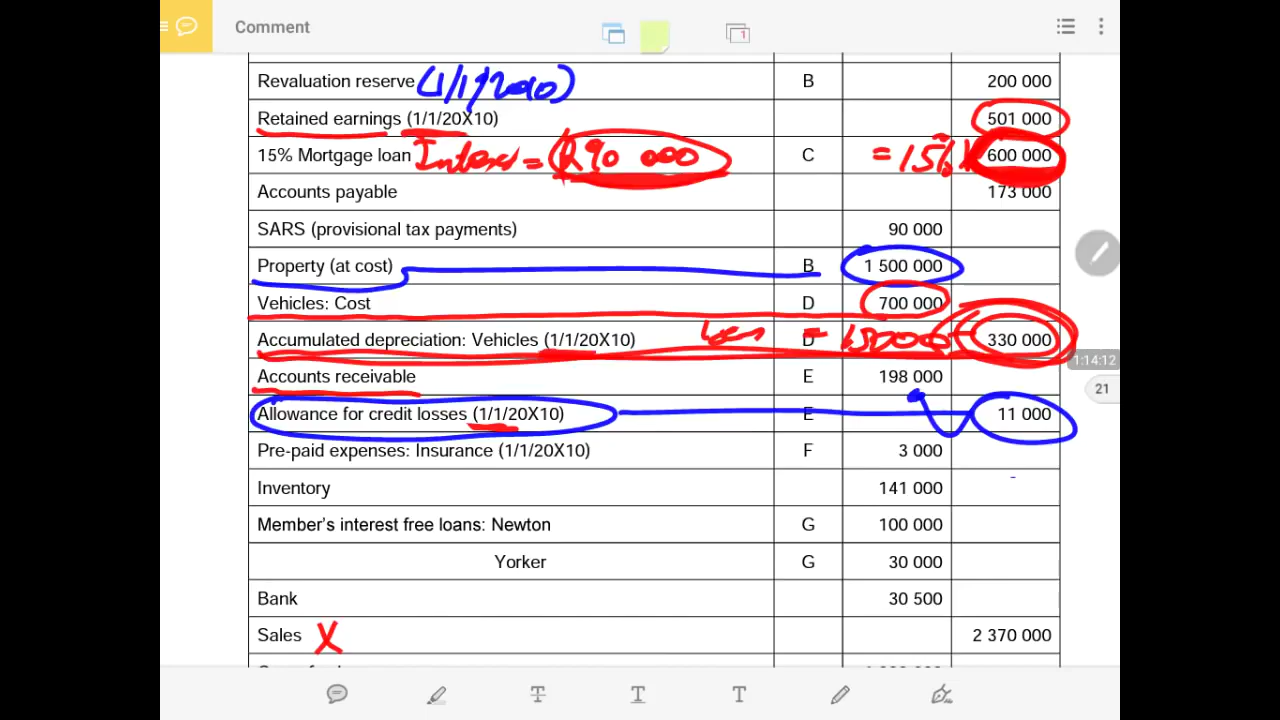 Comment
1
Revaluation reserve (1/1/2010) B 200 000
Retained earnings (1/1/20X10) 501 000
15% Mortgage loan Interest = R90 000 C = 15% X 600 000
Accounts payable 173 000
SARS (provisional tax payments) 90 000
Property (at cost) B 1 500 000
Vehicles: Cost D 700 000
Accumulated depreciation: Vehicles (1/1/20X10) D = 330 000
1:14:12
Accounts receivable E 198 000
21
Allowance for credit losses (1/1/20X10) E 11 000
Pre-paid expenses: Insurance (1/1/20X10) F 3 000
Inventory 141 000
Member's interest free loans: Newton G 100 000
Yorker G 30 000
Bank 30 500
Sales X 2 370 000
T T T